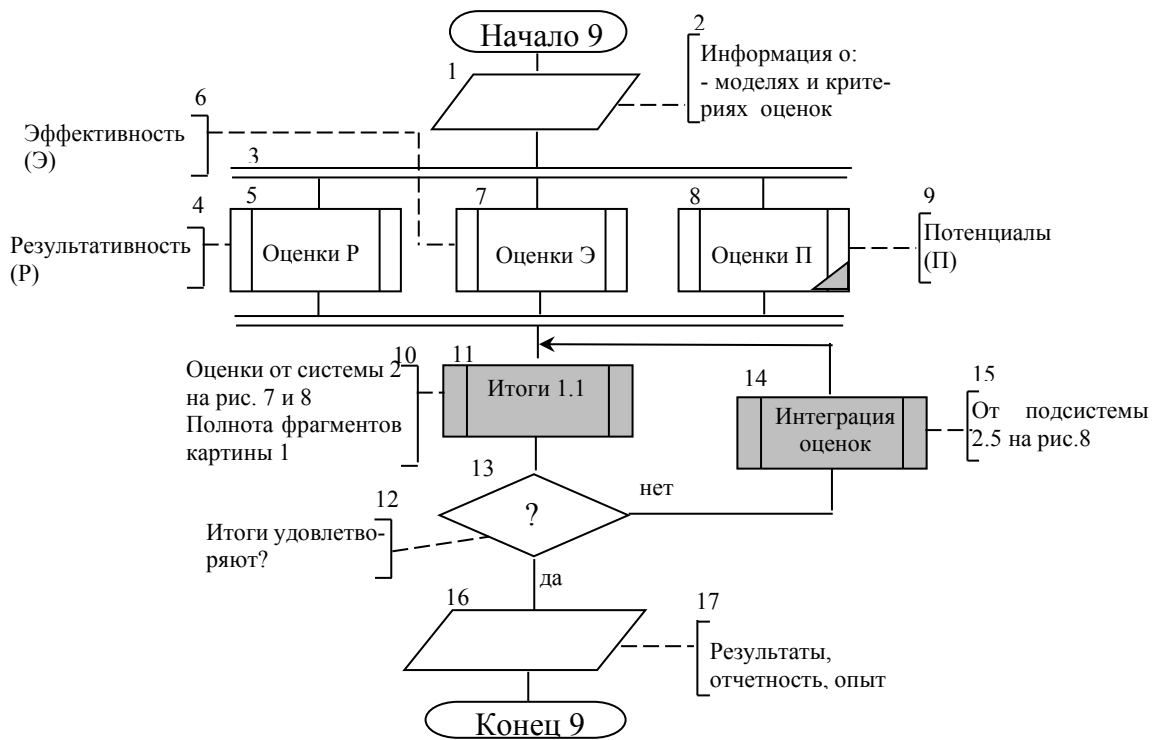 Начало 9
2
Информация о:
- моделях и крите-
риях оценок
1
6
Эффективность
(Э)
3
4
Результативность
(Р)
5
Оценки Р
7
Оценки Э
8
Оценки П
9
Потенциалы
(П)
10
Оценки от системы 2
на рис. 7 и 8
Полнота фрагментов
картины 1
11
Итоги 1.1
14
Интеграция
оценок
15
От подсистемы
2.5 на рис.8
13
?
нет
12
Итоги удовлетво-
ряют?
да
16
17
Результаты,
отчетность, опыт
Конец 9